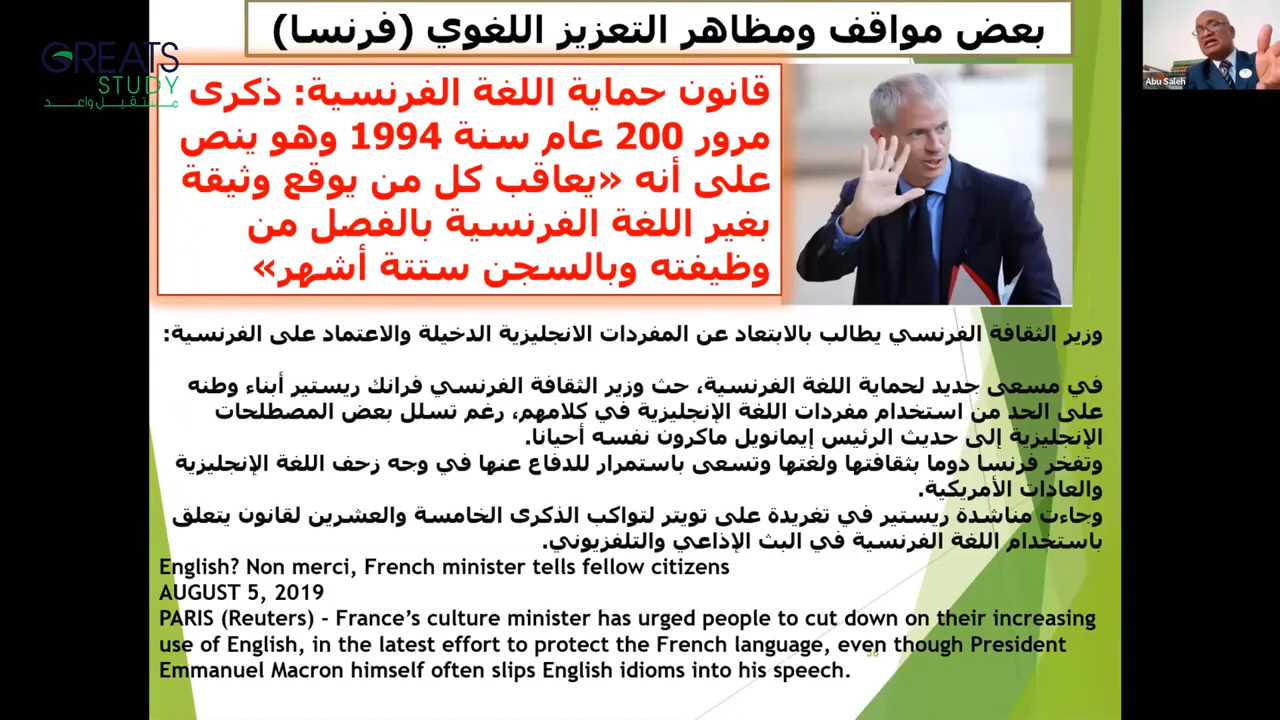 GREATS
STUDY
مستقبل واعد
بعض مواقف ومظاهر التعزيز اللغوي (فرنسا)
Abu Saleh
قانون حماية اللغة الفرنسية: ذكرى
مرور 200 عام سنة 1994 وهو ينص
على أنه «يعاقب كل من يوقع وثيقة
بغير اللغة الفرنسية بالفصل من
وظيفته وبالسجن ستتة أشهر»
وزير الثقافة الفرنسي يطالب بالابتعاد عن المفردات الانجليزية الدخيلة والاعتماد على الفرنسية:
في مسعى جديد لحماية اللغة الفرنسية، حث وزير الثقافة الفرنسي فرانك ريستير أبناء وطنه
على الحد من استخدام مفردات اللغة الإنجليزية في كلامهم، رغم تسلل بعض المصطلحات
الإنجليزية إلى حديث الرئيس إيمانويل ماكرون نفسه أحيانا.
وتفخر فرنسا دوما بثقافتها ولغتها وتسعى باستمرار للدفاع عنها في وجه زحف اللغة الإنجليزية
والعادات الأمريكية.
وجاءت مناشدة ريستير في تغريدة على تويتر لتواكب الذكرى الخامسة والعشرين لقانون يتعلق
باستخدام اللغة الفرنسية في البث الإذاعي والتلفزيوني.
English? Non merci, French minister tells fellow citizens
AUGUST 5, 2019
PARIS (Reuters) - France’s culture minister has urged people to cut down on their increasing
use of English, in the latest effort to protect the French language, even though President
Emmanuel Macron himself often slips English idioms into his speech.